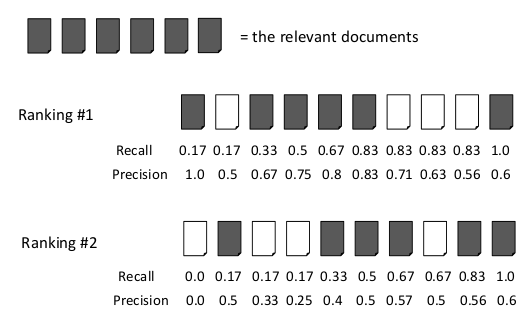 = the relevant documents
Ranking #1
Recall 0.17 0.17 0.33 0.5 0.67 0.83 0.83 0.83 0.83 1.0
Precision 1.0 0.5 0.67 0.75 0.8 0.83 0.71 0.63 0.56 0.6
Ranking #2
Recall 0.0 0.17 0.17 0.17 0.33 0.5 0.67 0.67 0.83 1.0
Precision 0.0 0.5 0.33 0.25 0.4 0.5 0.57 0.5 0.56 0.6